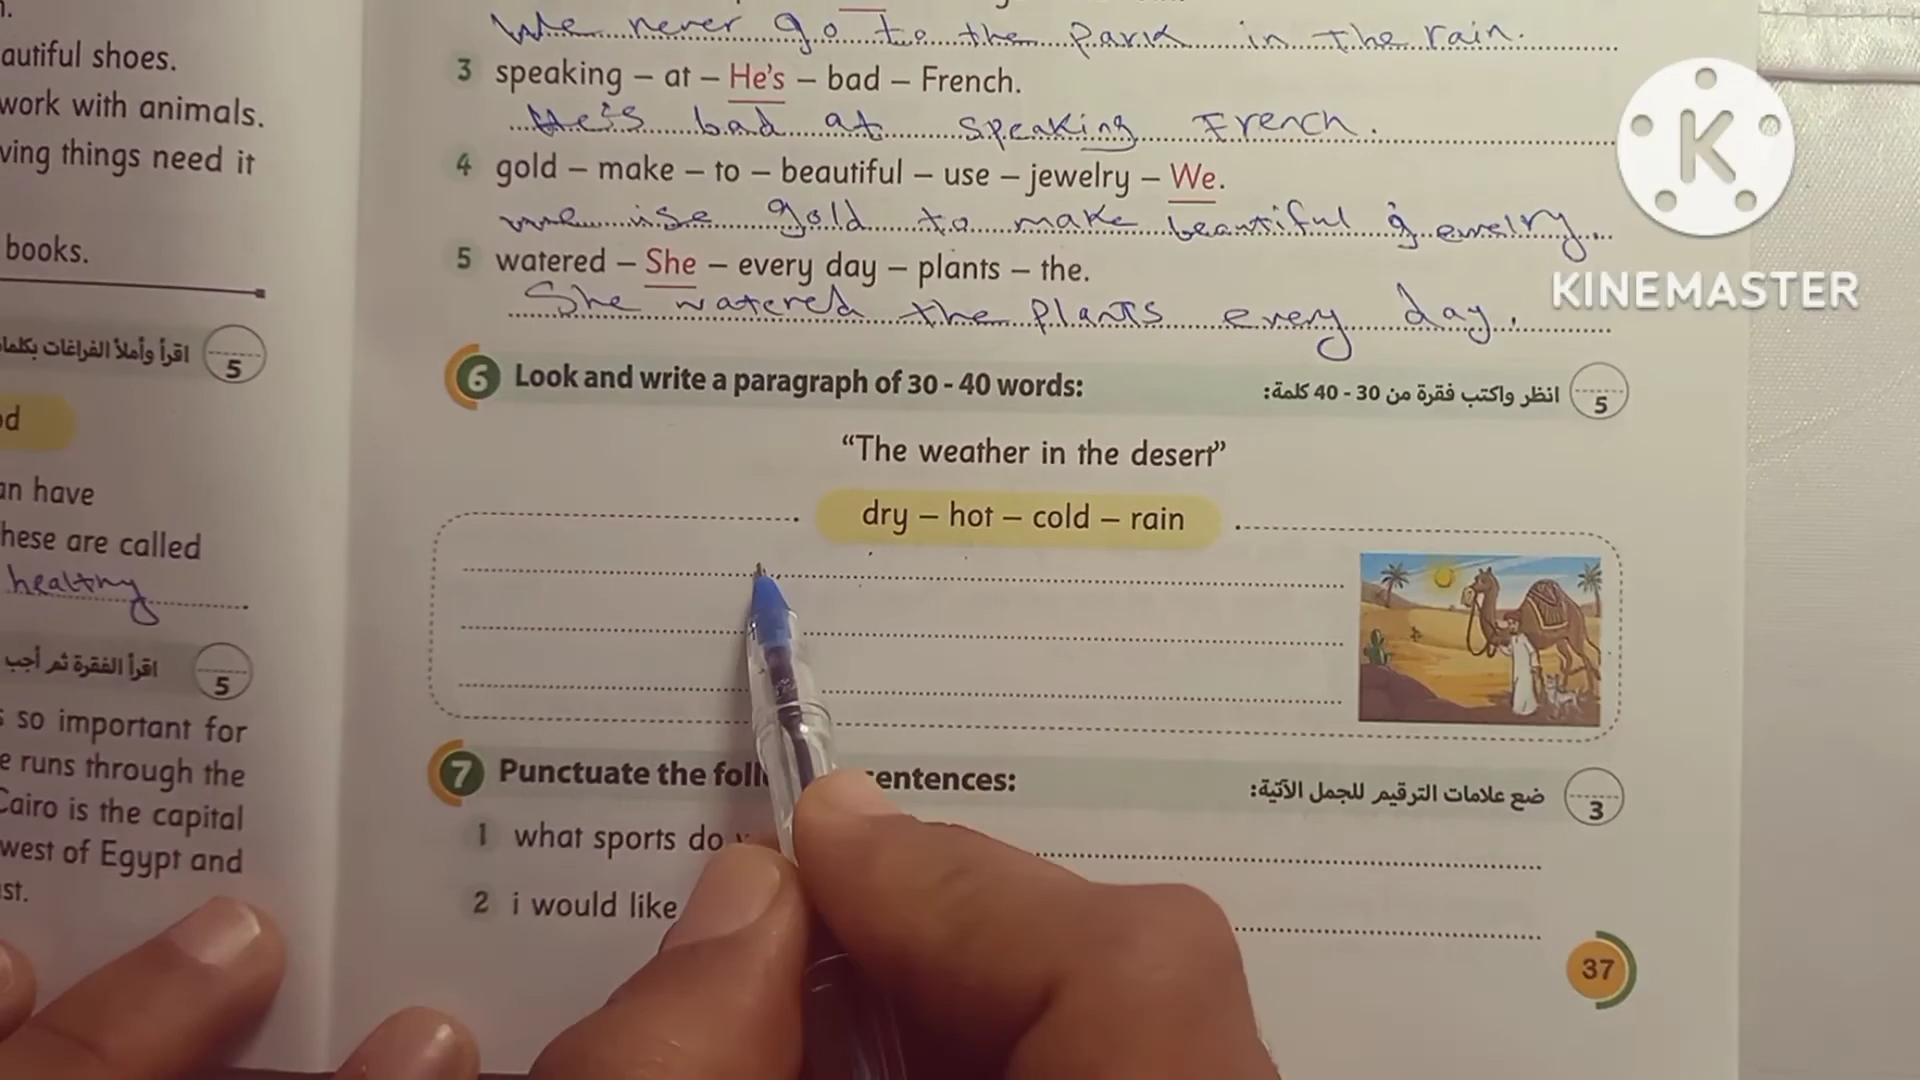 autiful shoes.
work with animals.
ving things need it
books.
5 اقرأ وأملأ الفراغات
an have
hese are called
healthy
5 اقرأ الفقرة ثم أجب
s so important for
e runs through the
Cairo is the capital
west of Egypt and
st.
We never go to the park in the rain.
3 speaking – at – He's – bad – French.
He's bad at speaking French.
4 gold – make – to – beautiful – use – jewelry – We.
use gold to make beautiful jewelry.
5 watered – She – every day – plants – the.
She watered the plants every day.
6 Look and write a paragraph of 30 - 40 words: انظر واكتب فقرة من 30 - 40 كلمة: 5
“The weather in the desert”
dry – hot – cold – rain
7 Punctuate the sentences: ضع علامات الترقيم للجمل الآتية: 3
1 what sports do
2 i would like
37
K
KINEMASTER